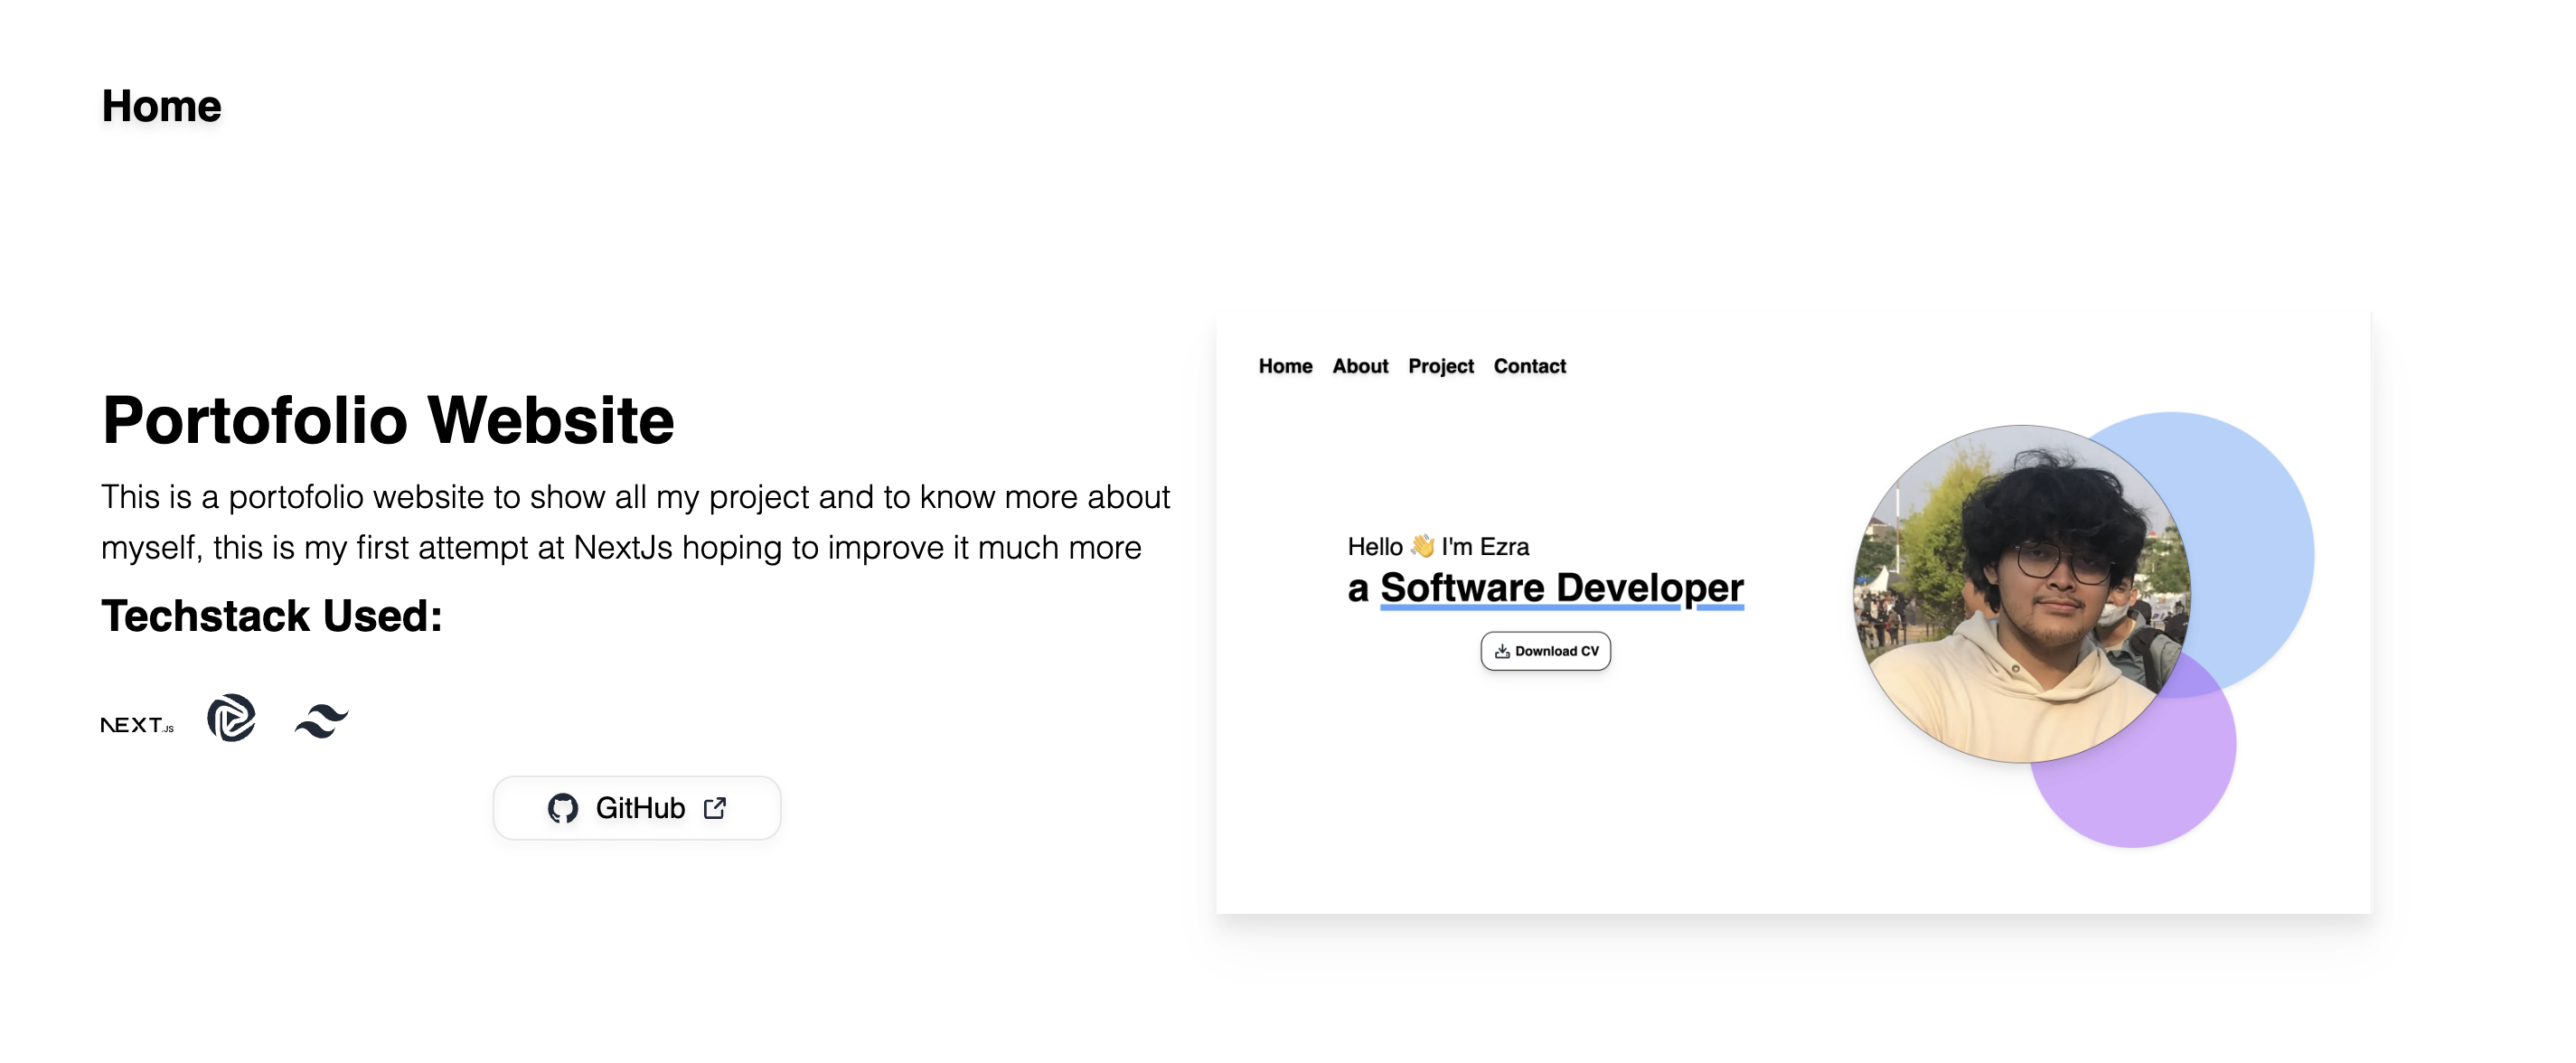 Home
Portofolio Website
This is a portofolio website to show all my project and to know more about
myself, this is my first attempt at NextJs hoping to improve it much more
Techstack Used:
NEXT.JS
GitHub
Home About Project Contact
Hello 👋 I'm Ezra
a Software Developer
Download CV